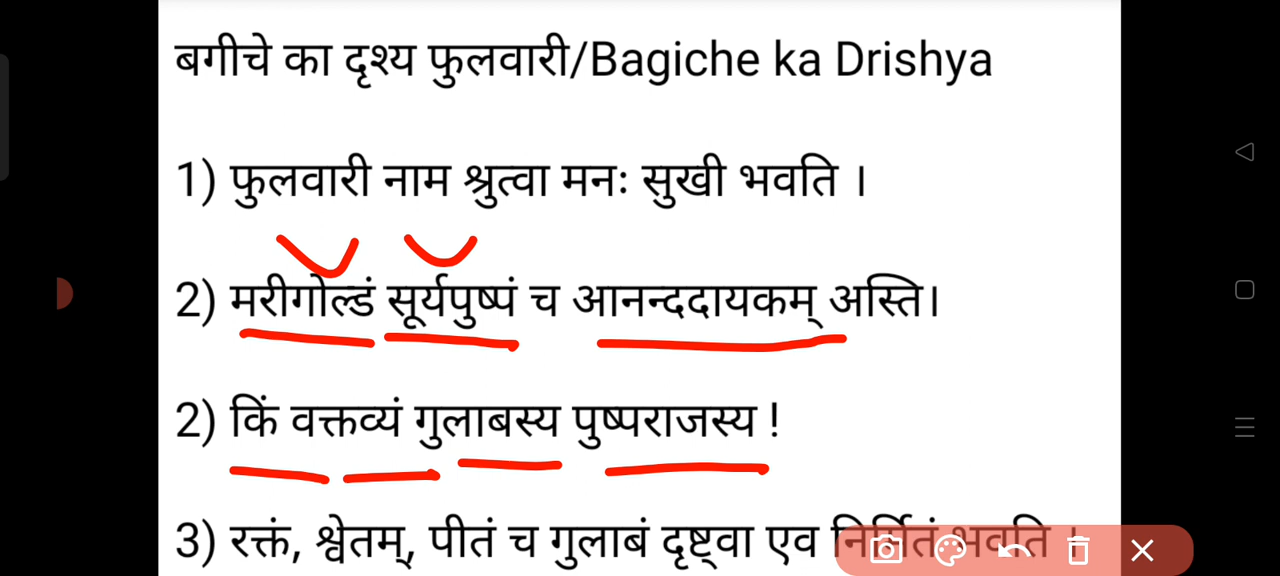 बगीचे का दृश्य फुलवारी/Bagiche ka Drishya
1) फुलवारी नाम श्रुत्वा मनः सुखी भवति ।
2) मरीगोल्डं सूर्यपुष्पं च आनन्ददायकम् अस्ति।
2) किं वक्तव्यं गुलाबस्य पुष्पराजस्य !
3) रक्तं, श्वेतम्, पीतं च गुलाबं दृष्ट्वा एव निर्मितं भवति ।